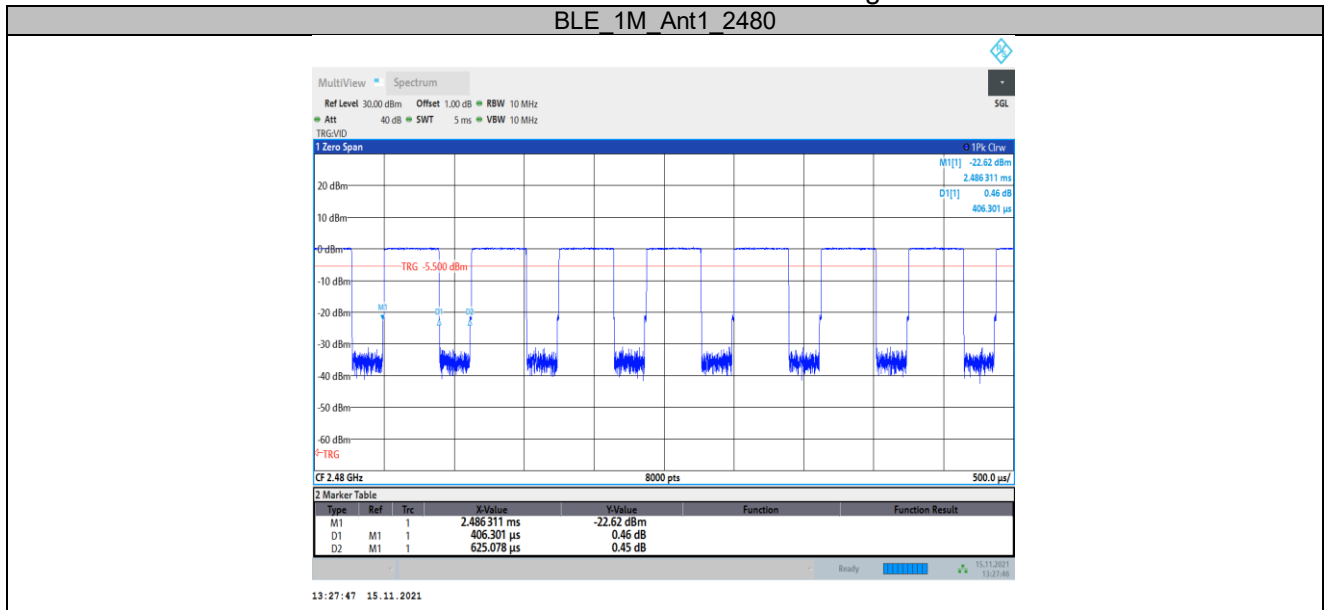 BLE_1M_Ant1_2480
MultiView Spectrum
Ref Level 30.00 dBm Offset 1.00 dB RBW 10 MHz SGL
Att 40 dB SWT 5 ms VBW 10 MHz
TRG:VID
1 Zero Span 1Pk Clrw
M1[1] -22.62 dBm
2.486 311 ms
20 dBm
D1[1] 0.46 dB
406.301 µs
10 dBm
0 dBm
TRG -5.500 dBm
-10 dBm
M1
D1 D2
-20 dBm
-30 dBm
-40 dBm
-50 dBm
-60 dBm
TRG
CF 2.48 GHz 8000 pts 500.0 µs/
2 Marker Table
Type Ref Trc X-Value Y-Value Function Function Result
M1 1 2.486 311 ms -22.62 dBm
D1 M1 1 406.301 µs 0.46 dB
D2 M1 1 625.078 µs 0.45 dB
Ready 15.11.2021
13:27:46
13:27:47 15.11.2021